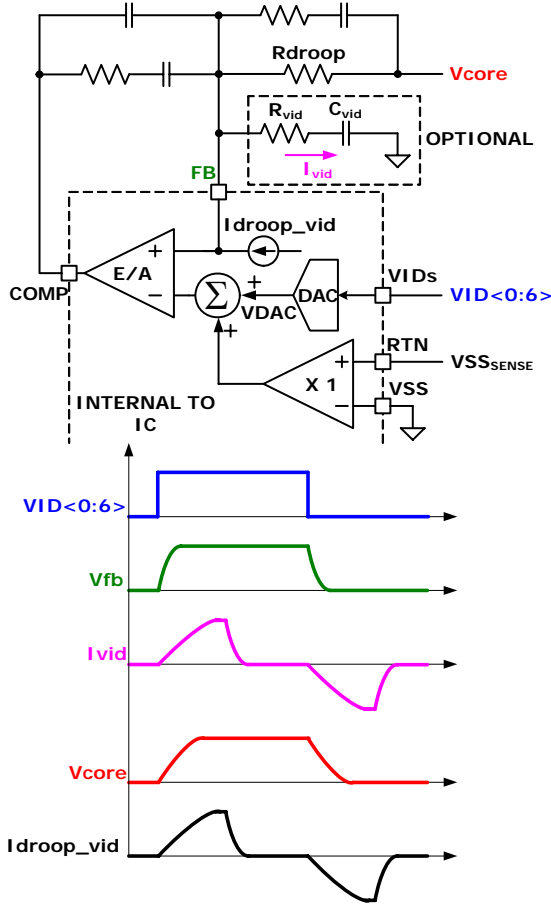 Rdroop
Vcore
Rvid
Cvid
OPTIONAL
Ivid
FB
Idroop_vid
E/A
+
−
COMP
Σ
+
+
VDAC
DAC
VIDs
VID<0:6>
RTN
VSSSENSE
+
X 1
−
VSS
INTERNAL TO
IC
VID<0:6>
Vfb
Ivid
Vcore
Idroop_vid